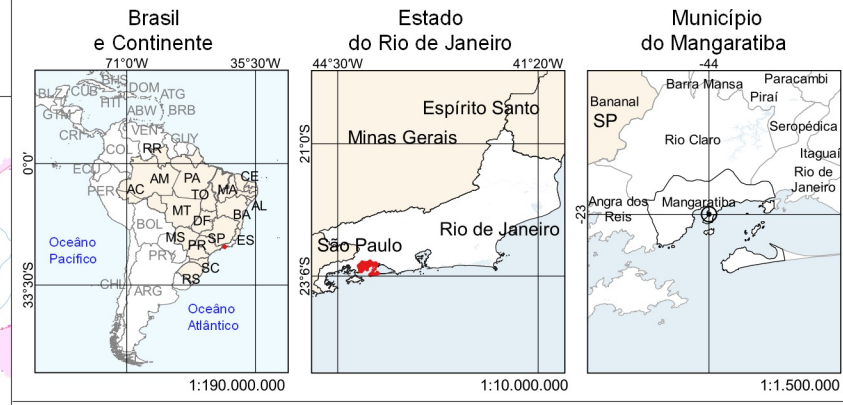 Brasil
e Continente
71°0'W
35°30'W
0°0'
33°30'S
BHS
DOM
ATG
BLZ
CUB
HTI
GTM
ABW
BRB
CRI
VEN
GUY
COL
RR
ECU
CE
AM
PA
MA
PER
AC
TO
AL
MT
BA
BOL
DF
MS
SP
ES
PR
PRY
SC
RS
CHL
ARG
Oceâno
Pacífico
Oceâno
Atlântico
1:190.000.000
Estado
do Rio de Janeiro
44°30'W
41°20'W
21°0'S
23°6'S
Espírito Santo
Minas Gerais
Rio de Janeiro
São Paulo
1:10.000.000
Município
do Mangaratiba
-44
-23
Barra Mansa
Paracambi
Piraí
Bananal
SP
Seropédica
Rio Claro
Itaguaí
Rio de
Janeiro
Angra dos
Reis
Mangaratiba
1:1.500.000